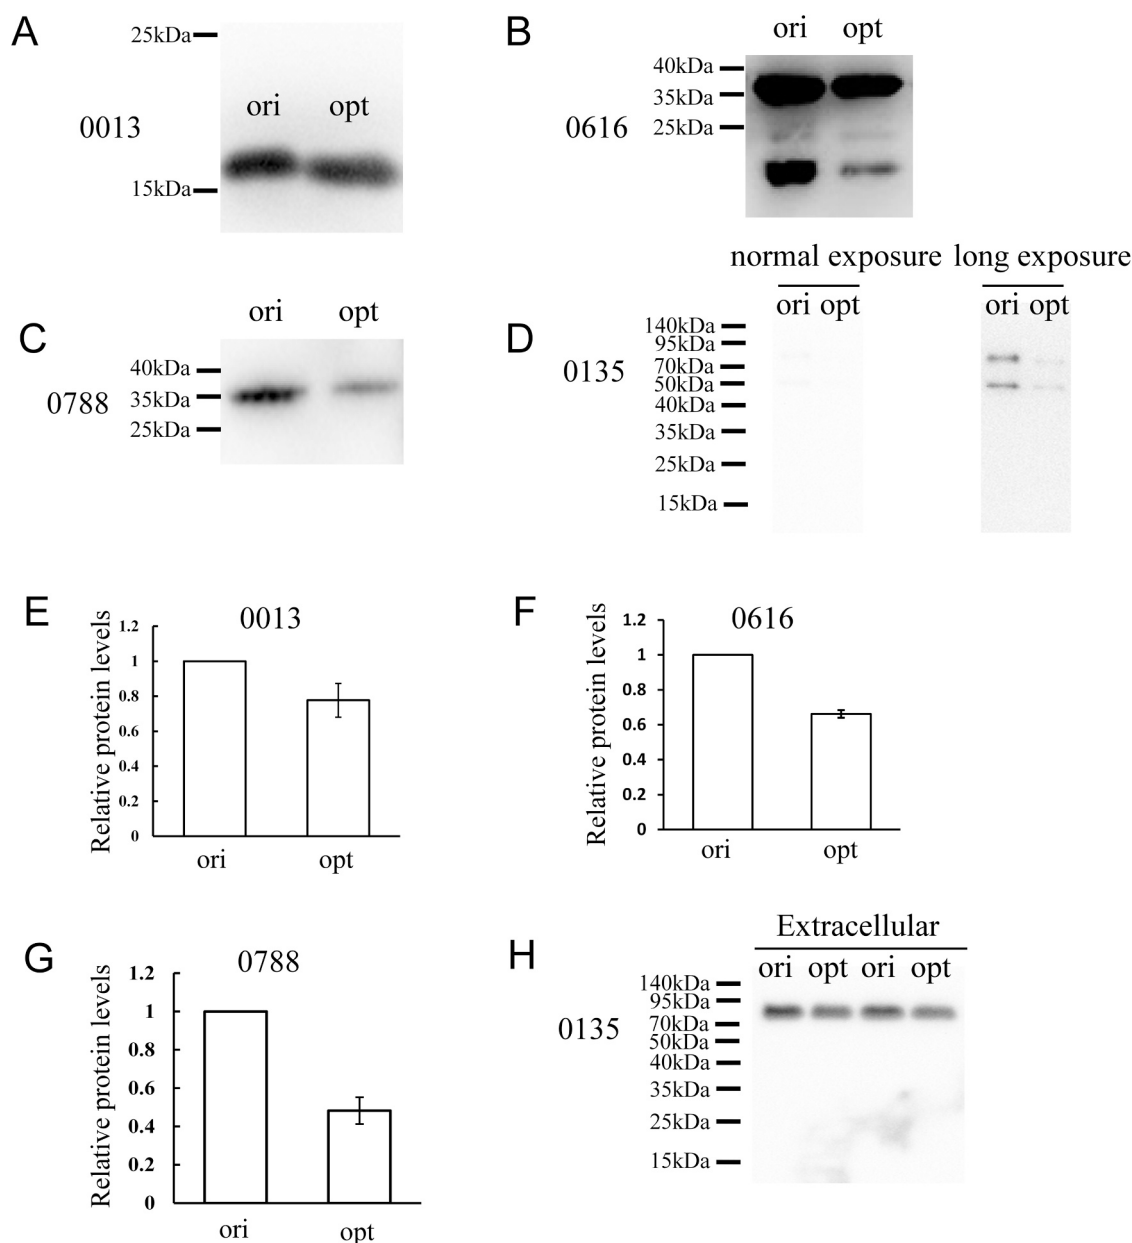 A
25kDa
ori opt
0013
15kDa
B
ori opt
40kDa
35kDa
25kDa
0616
C
ori opt
40kDa
35kDa
25kDa
0788
D
normal exposure long exposure
ori opt ori opt
140kDa
95kDa
70kDa
50kDa
40kDa
35kDa
25kDa
15kDa
0135
E
0013
Relative protein levels
1.2
1
0.8
0.6
0.4
0.2
0
ori opt
F
0616
Relative protein levels
1.2
1
0.8
0.6
0.4
0.2
0
ori opt
G
0788
Relative protein levels
1.2
1
0.8
0.6
0.4
0.2
0
ori opt
H
Extracellular
ori opt ori opt
140kDa
95kDa
70kDa
50kDa
40kDa
35kDa
25kDa
15kDa
0135